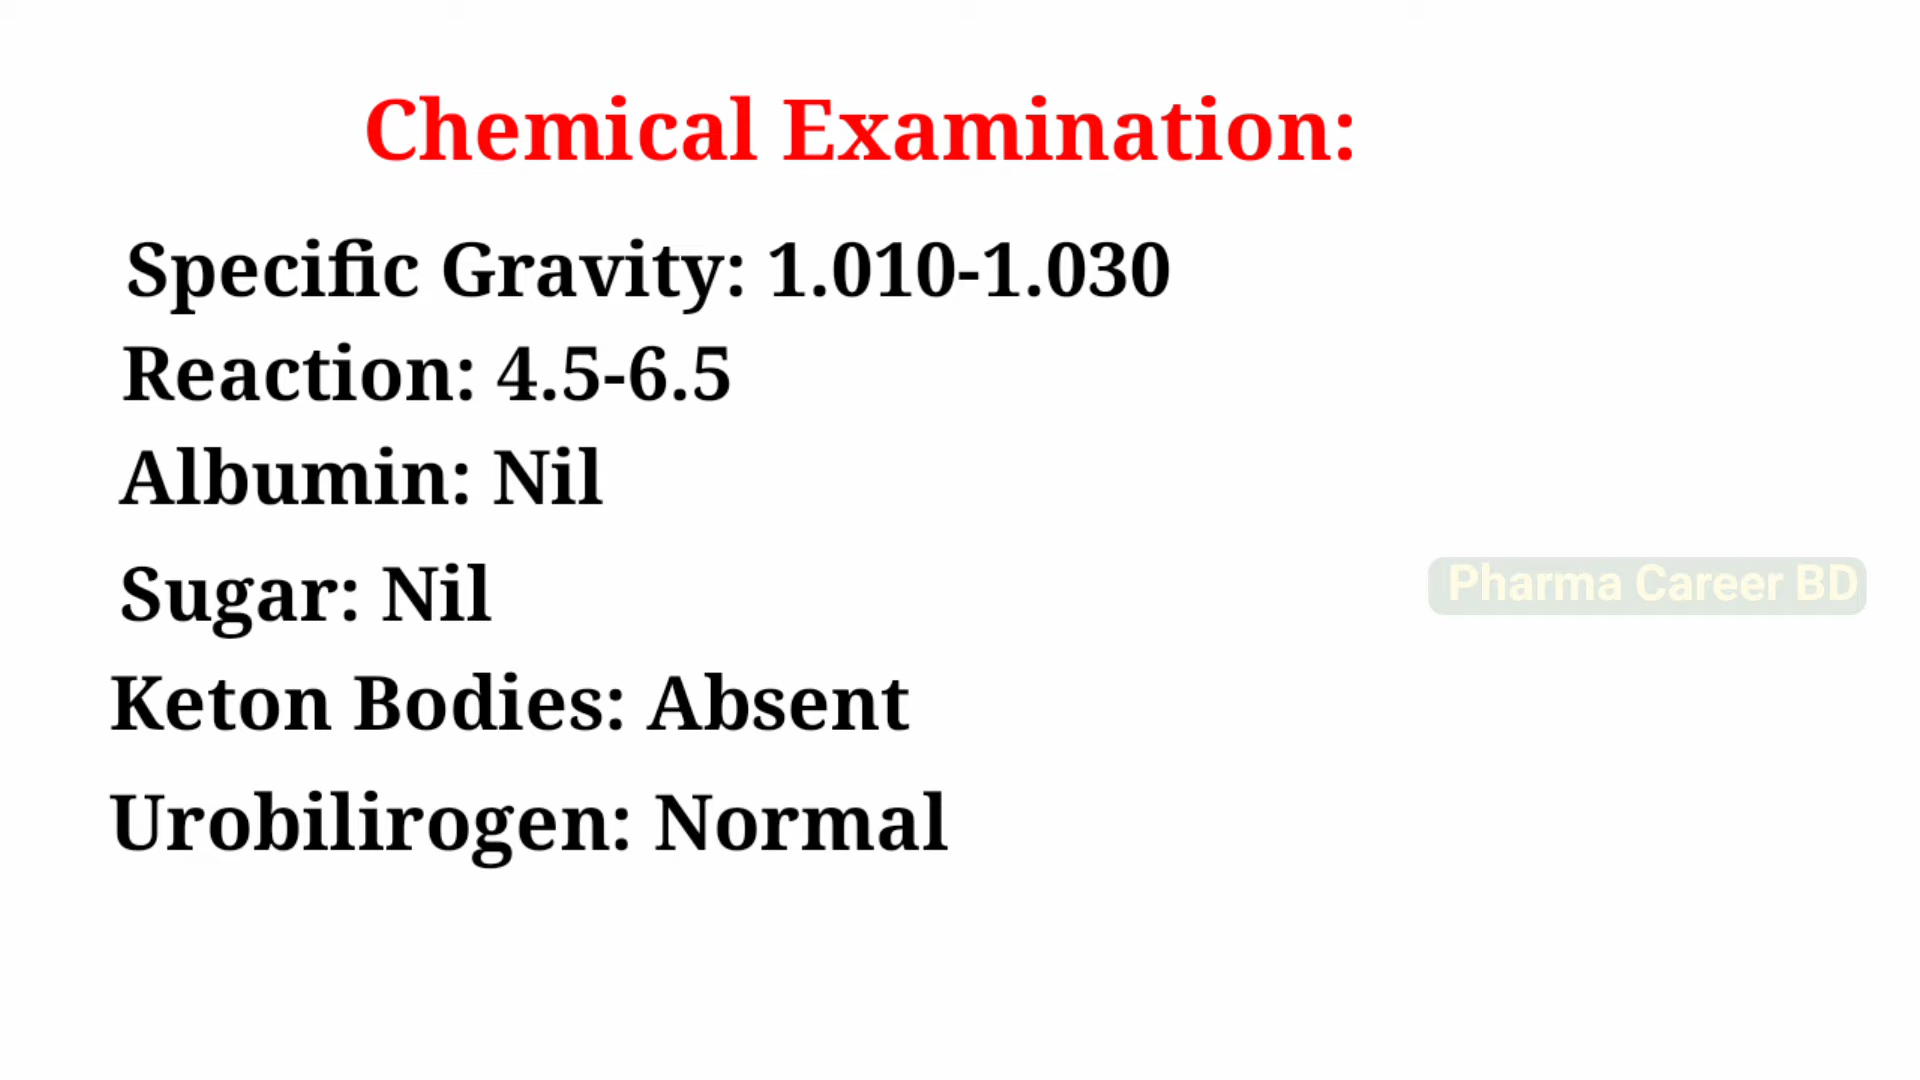 Chemical Examination:
Specific Gravity: 1.010-1.030
Reaction: 4.5-6.5
Albumin: Nil
Sugar: Nil
Pharma Career BD
Keton Bodies: Absent
Urobilirogen: Normal